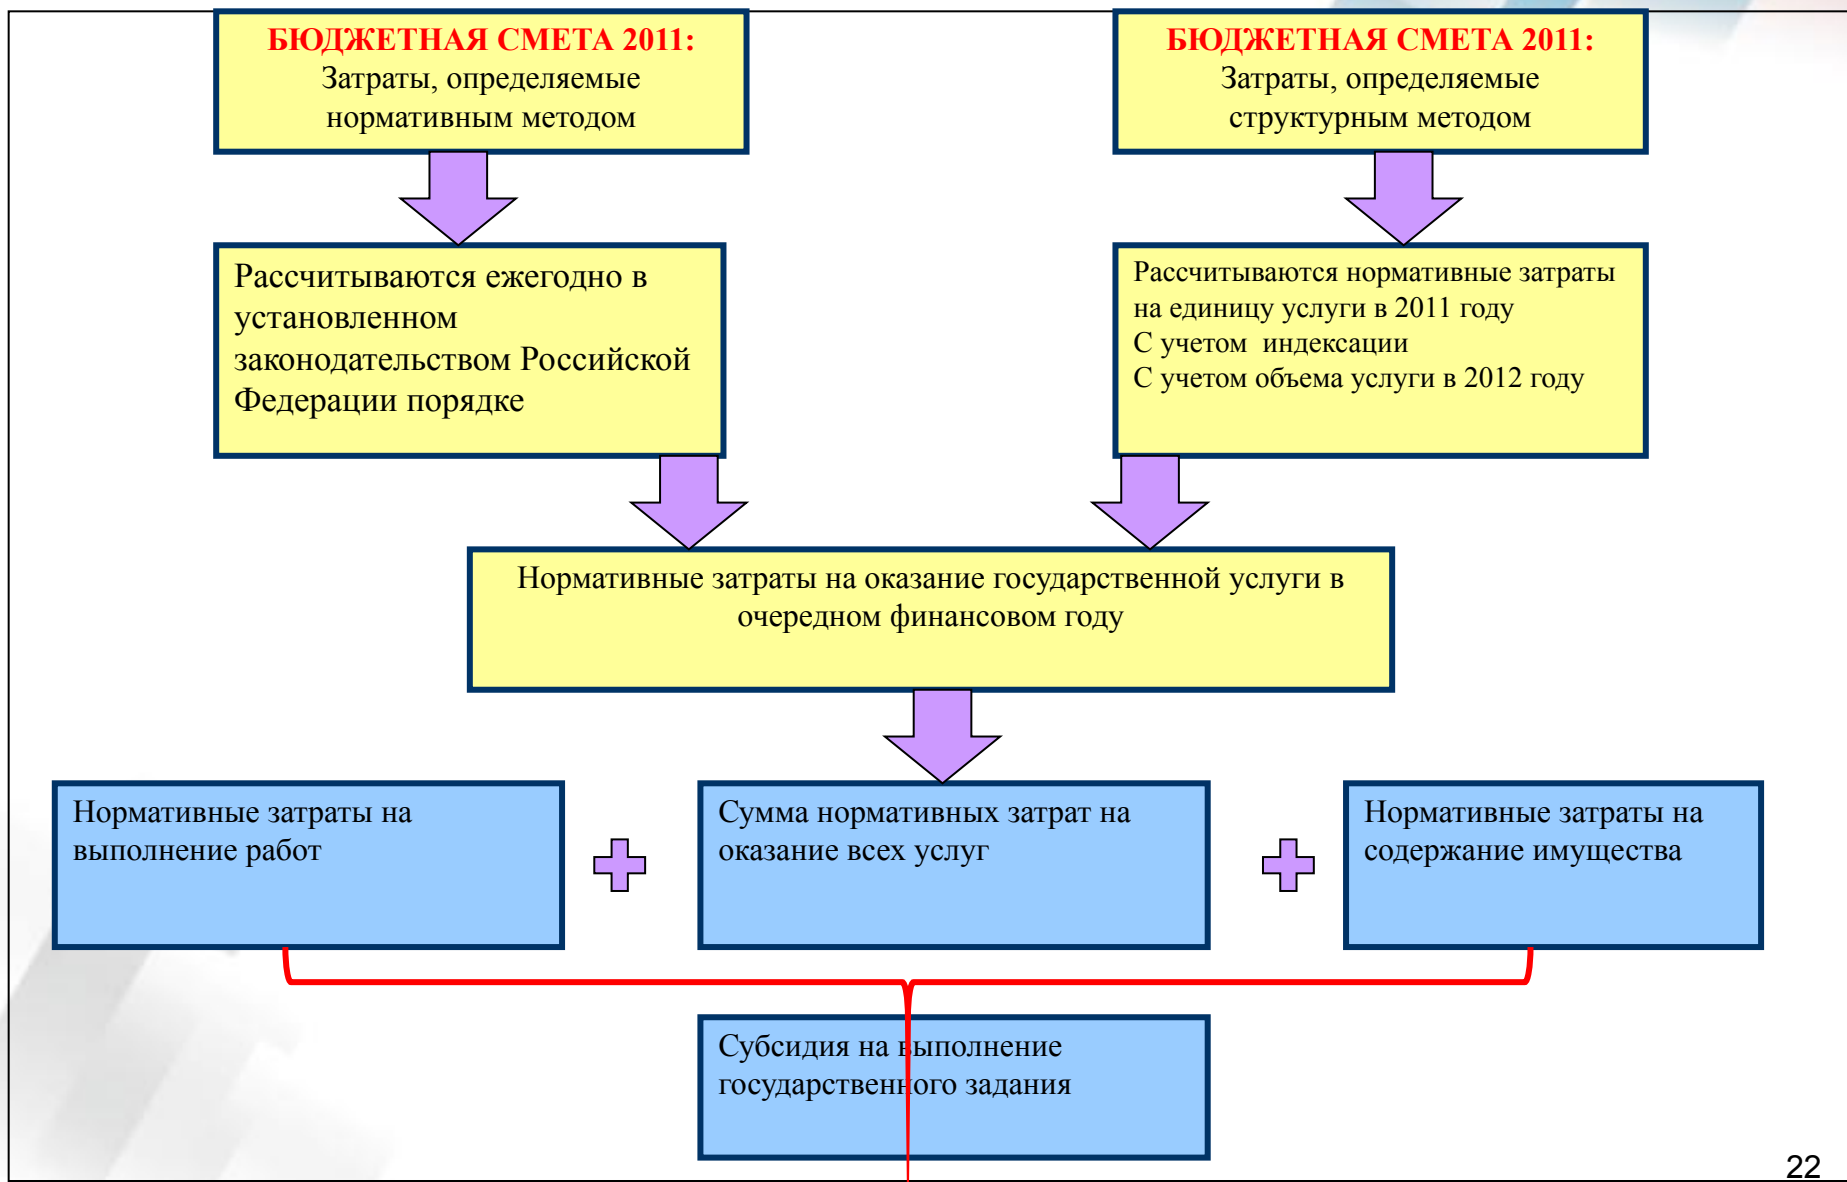 БЮДЖЕТНАЯ СМЕТА 2011:
Затраты, определяемые
нормативным методом
БЮДЖЕТНАЯ СМЕТА 2011:
Затраты, определяемые
структурным методом
Рассчитываются ежегодно в
установленном
законодательством Российской
Федерации порядке
Рассчитываются нормативные затраты
на единицу услуги в 2011 году
С учетом индексации
С учетом объема услуги в 2012 году
Нормативные затраты на оказание государственной услуги в
очередном финансовом году
Нормативные затраты на
выполнение работ
Сумма нормативных затрат на
оказание всех услуг
Нормативные затраты на
содержание имущества
Субсидия на выполнение
государственного задания
22